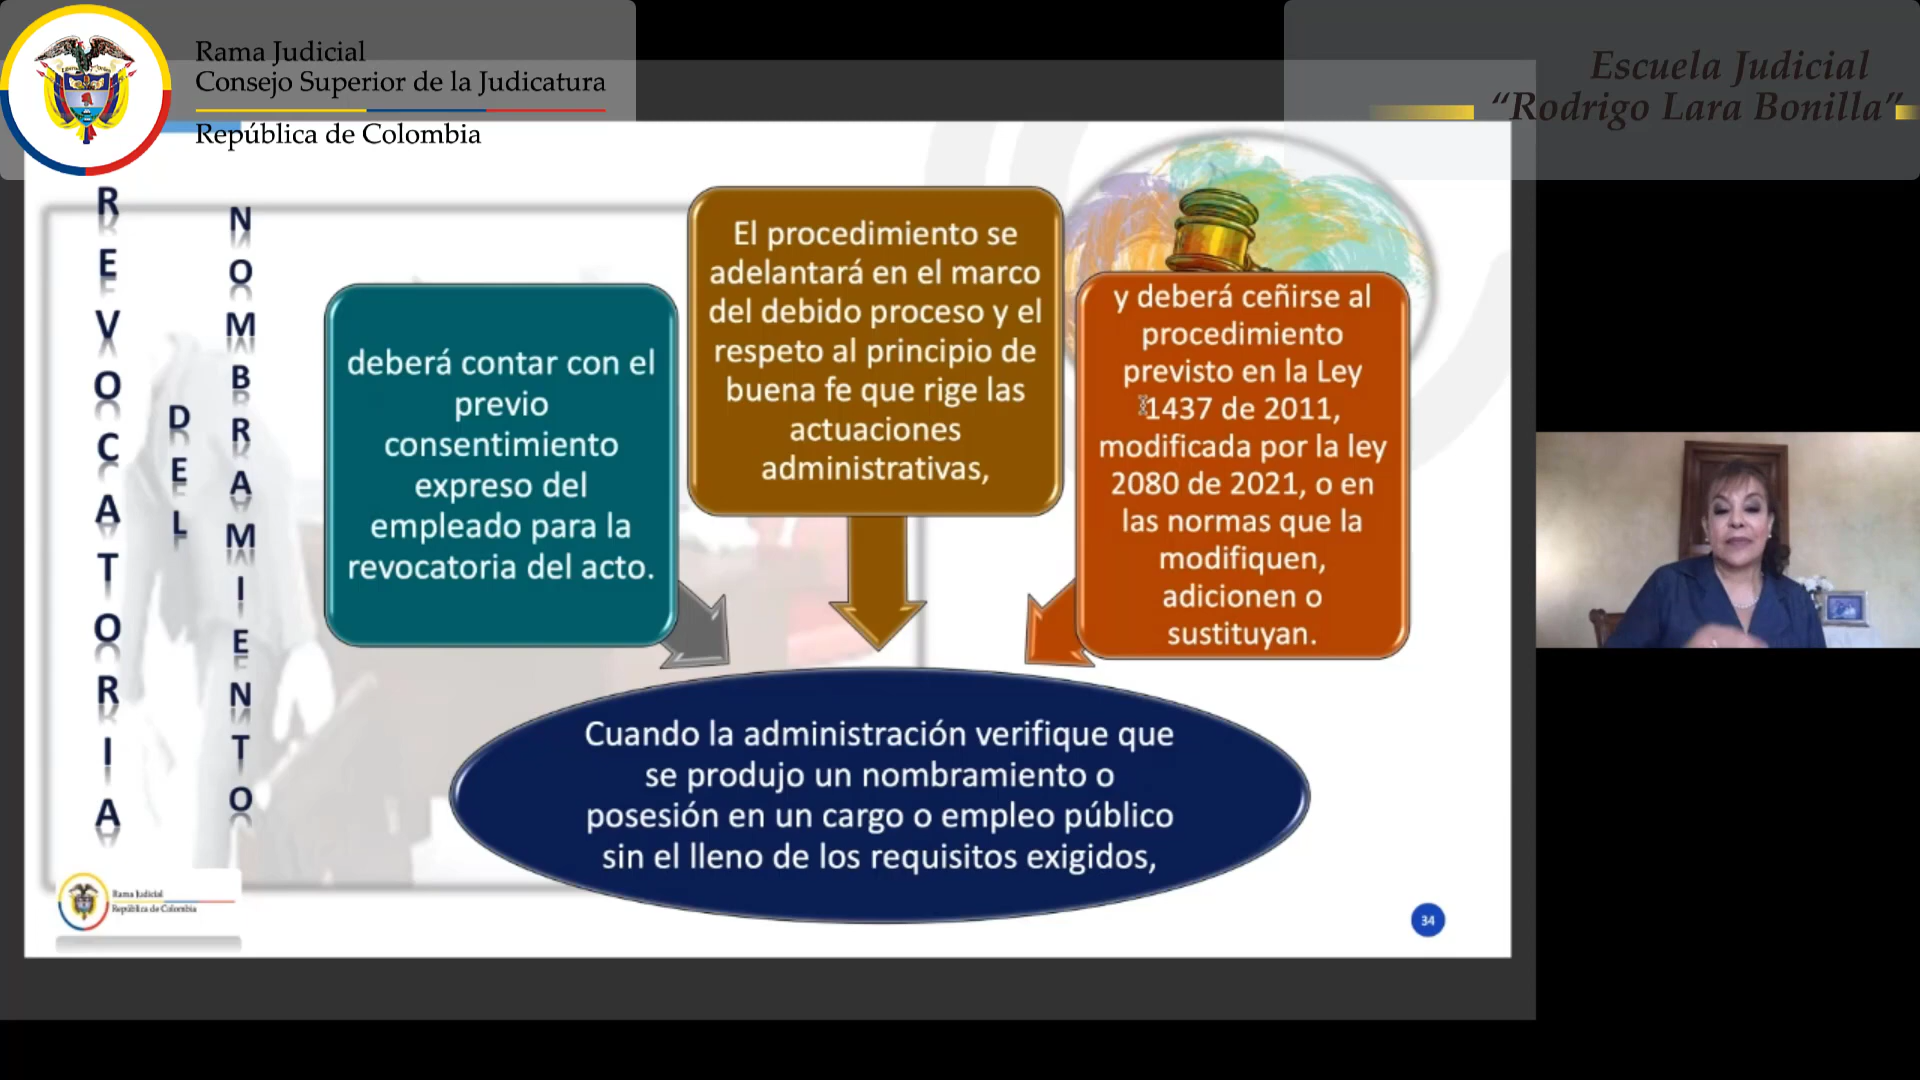 Rama Judicial
Consejo Superior de la Judicatura
República de Colombia
Escuela Judicial
“Rodrigo Lara Bonilla”
REVOCATORIA
DEL
NOMBRAMIENTO
deberá contar con el
previo
consentimiento
expreso del
empleado para la
revocatoria del acto.
El procedimiento se
adelantará en el marco
del debido proceso y el
respeto al principio de
buena fe que rige las
actuaciones
administrativas,
y deberá ceñirse al
procedimiento
previsto en la Ley
1437 de 2011,
modificada por la ley
2080 de 2021, o en
las normas que la
modifiquen,
adicionen o
sustituyan.
Cuando la administración verifique que
se produjo un nombramiento o
posesión en un cargo o empleo público
sin el lleno de los requisitos exigidos,
Rama Judicial
República de Colombia
34